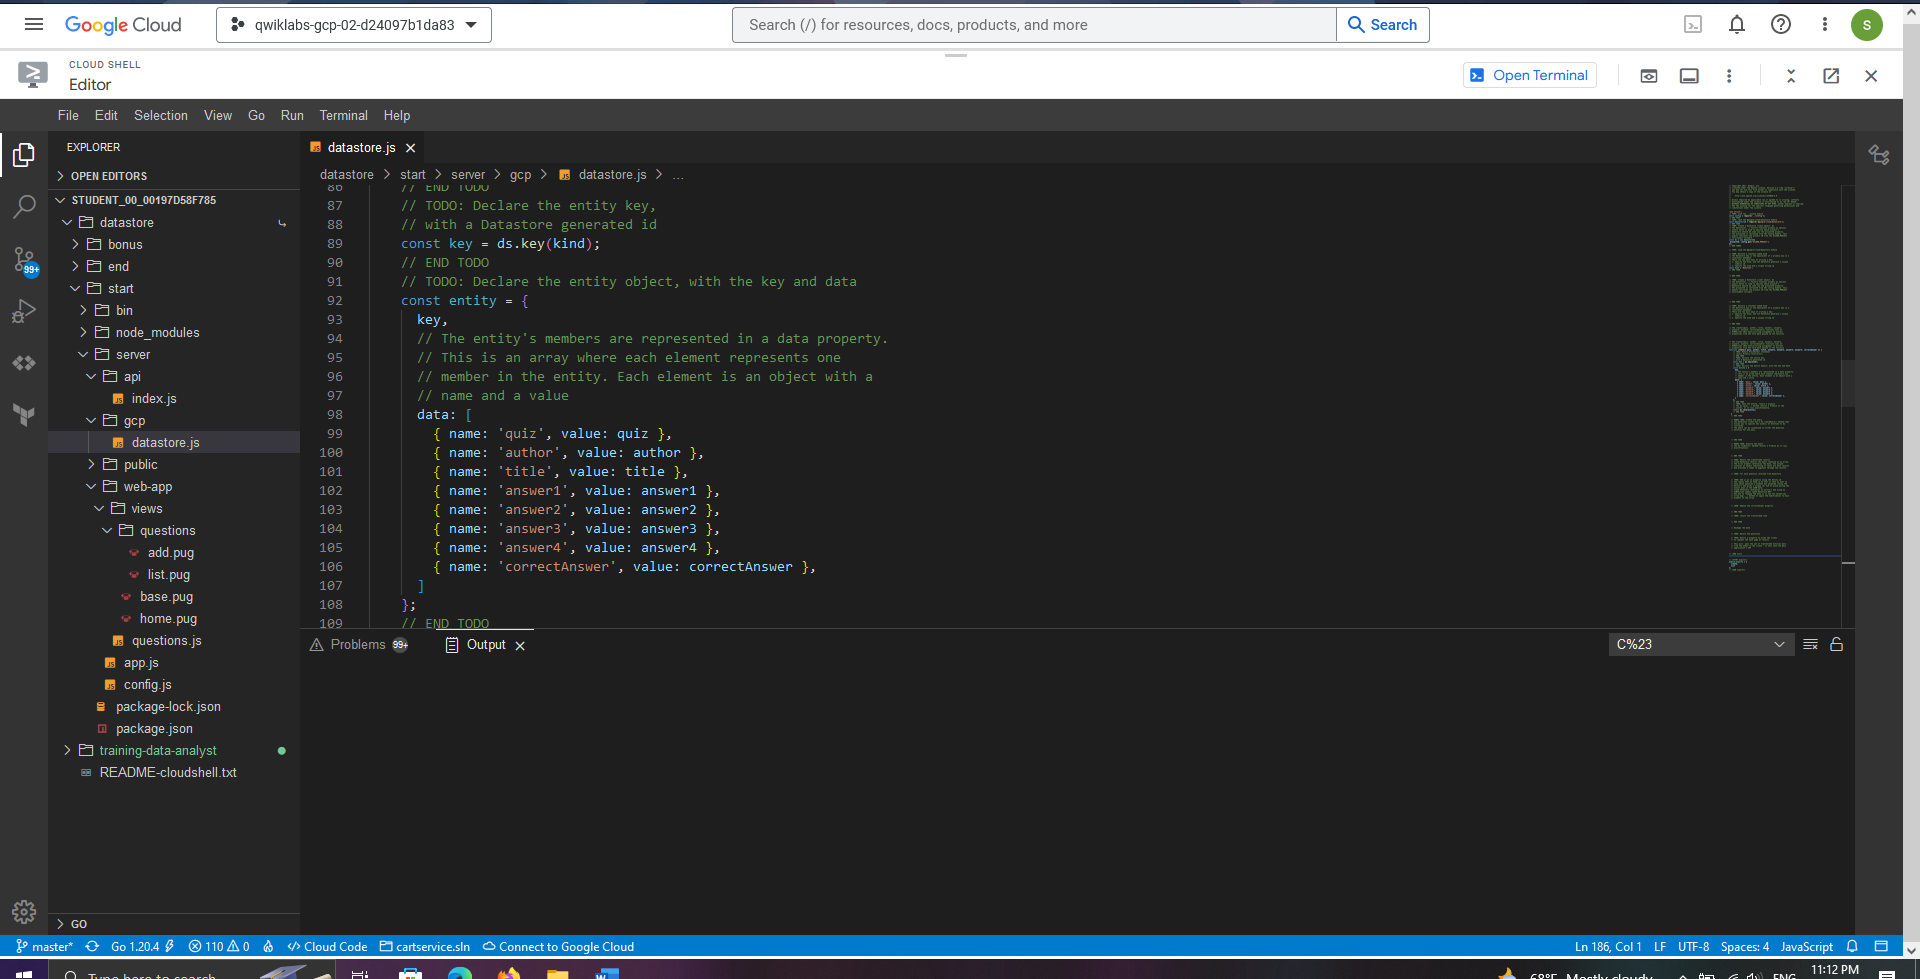 Google Cloud
qwiklabs-gcp-02-d24097b1da83
Search (/) for resources, docs, products, and more
Search
S
CLOUD SHELL
Editor
Open Terminal
File Edit Selection View Go Run Terminal Help
EXPLORER
OPEN EDITORS
STUDENT_00_00197D58F785
datastore
bonus
end
start
bin
node_modules
server
api
index.js
gcp
datastore.js
public
web-app
views
questions
add.pug
list.pug
base.pug
home.pug
questions.js
app.js
config.js
package-lock.json
package.json
training-data-analyst
README-cloudshell.txt
GO
99+
datastore.js
datastore > start > server > gcp > datastore.js > ...
86 // END TODO
87 // TODO: Declare the entity key,
88 // with a Datastore generated id
89 const key = ds.key(kind);
90 // END TODO
91 // TODO: Declare the entity object, with the key and data
92 const entity = {
93 key,
94 // The entity's members are represented in a data property.
95 // This is an array where each element represents one
96 // member in the entity. Each element is an object with a
97 // name and a value
98 data: [
99 { name: 'quiz', value: quiz },
100 { name: 'author', value: author },
101 { name: 'title', value: title },
102 { name: 'answer1', value: answer1 },
103 { name: 'answer2', value: answer2 },
104 { name: 'answer3', value: answer3 },
105 { name: 'answer4', value: answer4 },
106 { name: 'correctAnswer', value: correctAnswer },
107 ]
108 };
109 // END TODO
Problems 99+ Output
C%23
master* Go 1.20.4 110 0 Cloud Code cartservice.sln Connect to Google Cloud
Ln 186, Col 1 LF UTF-8 Spaces: 4 JavaScript
Type here to search
68°F Mostly cloudy
ENG
11:12 PM